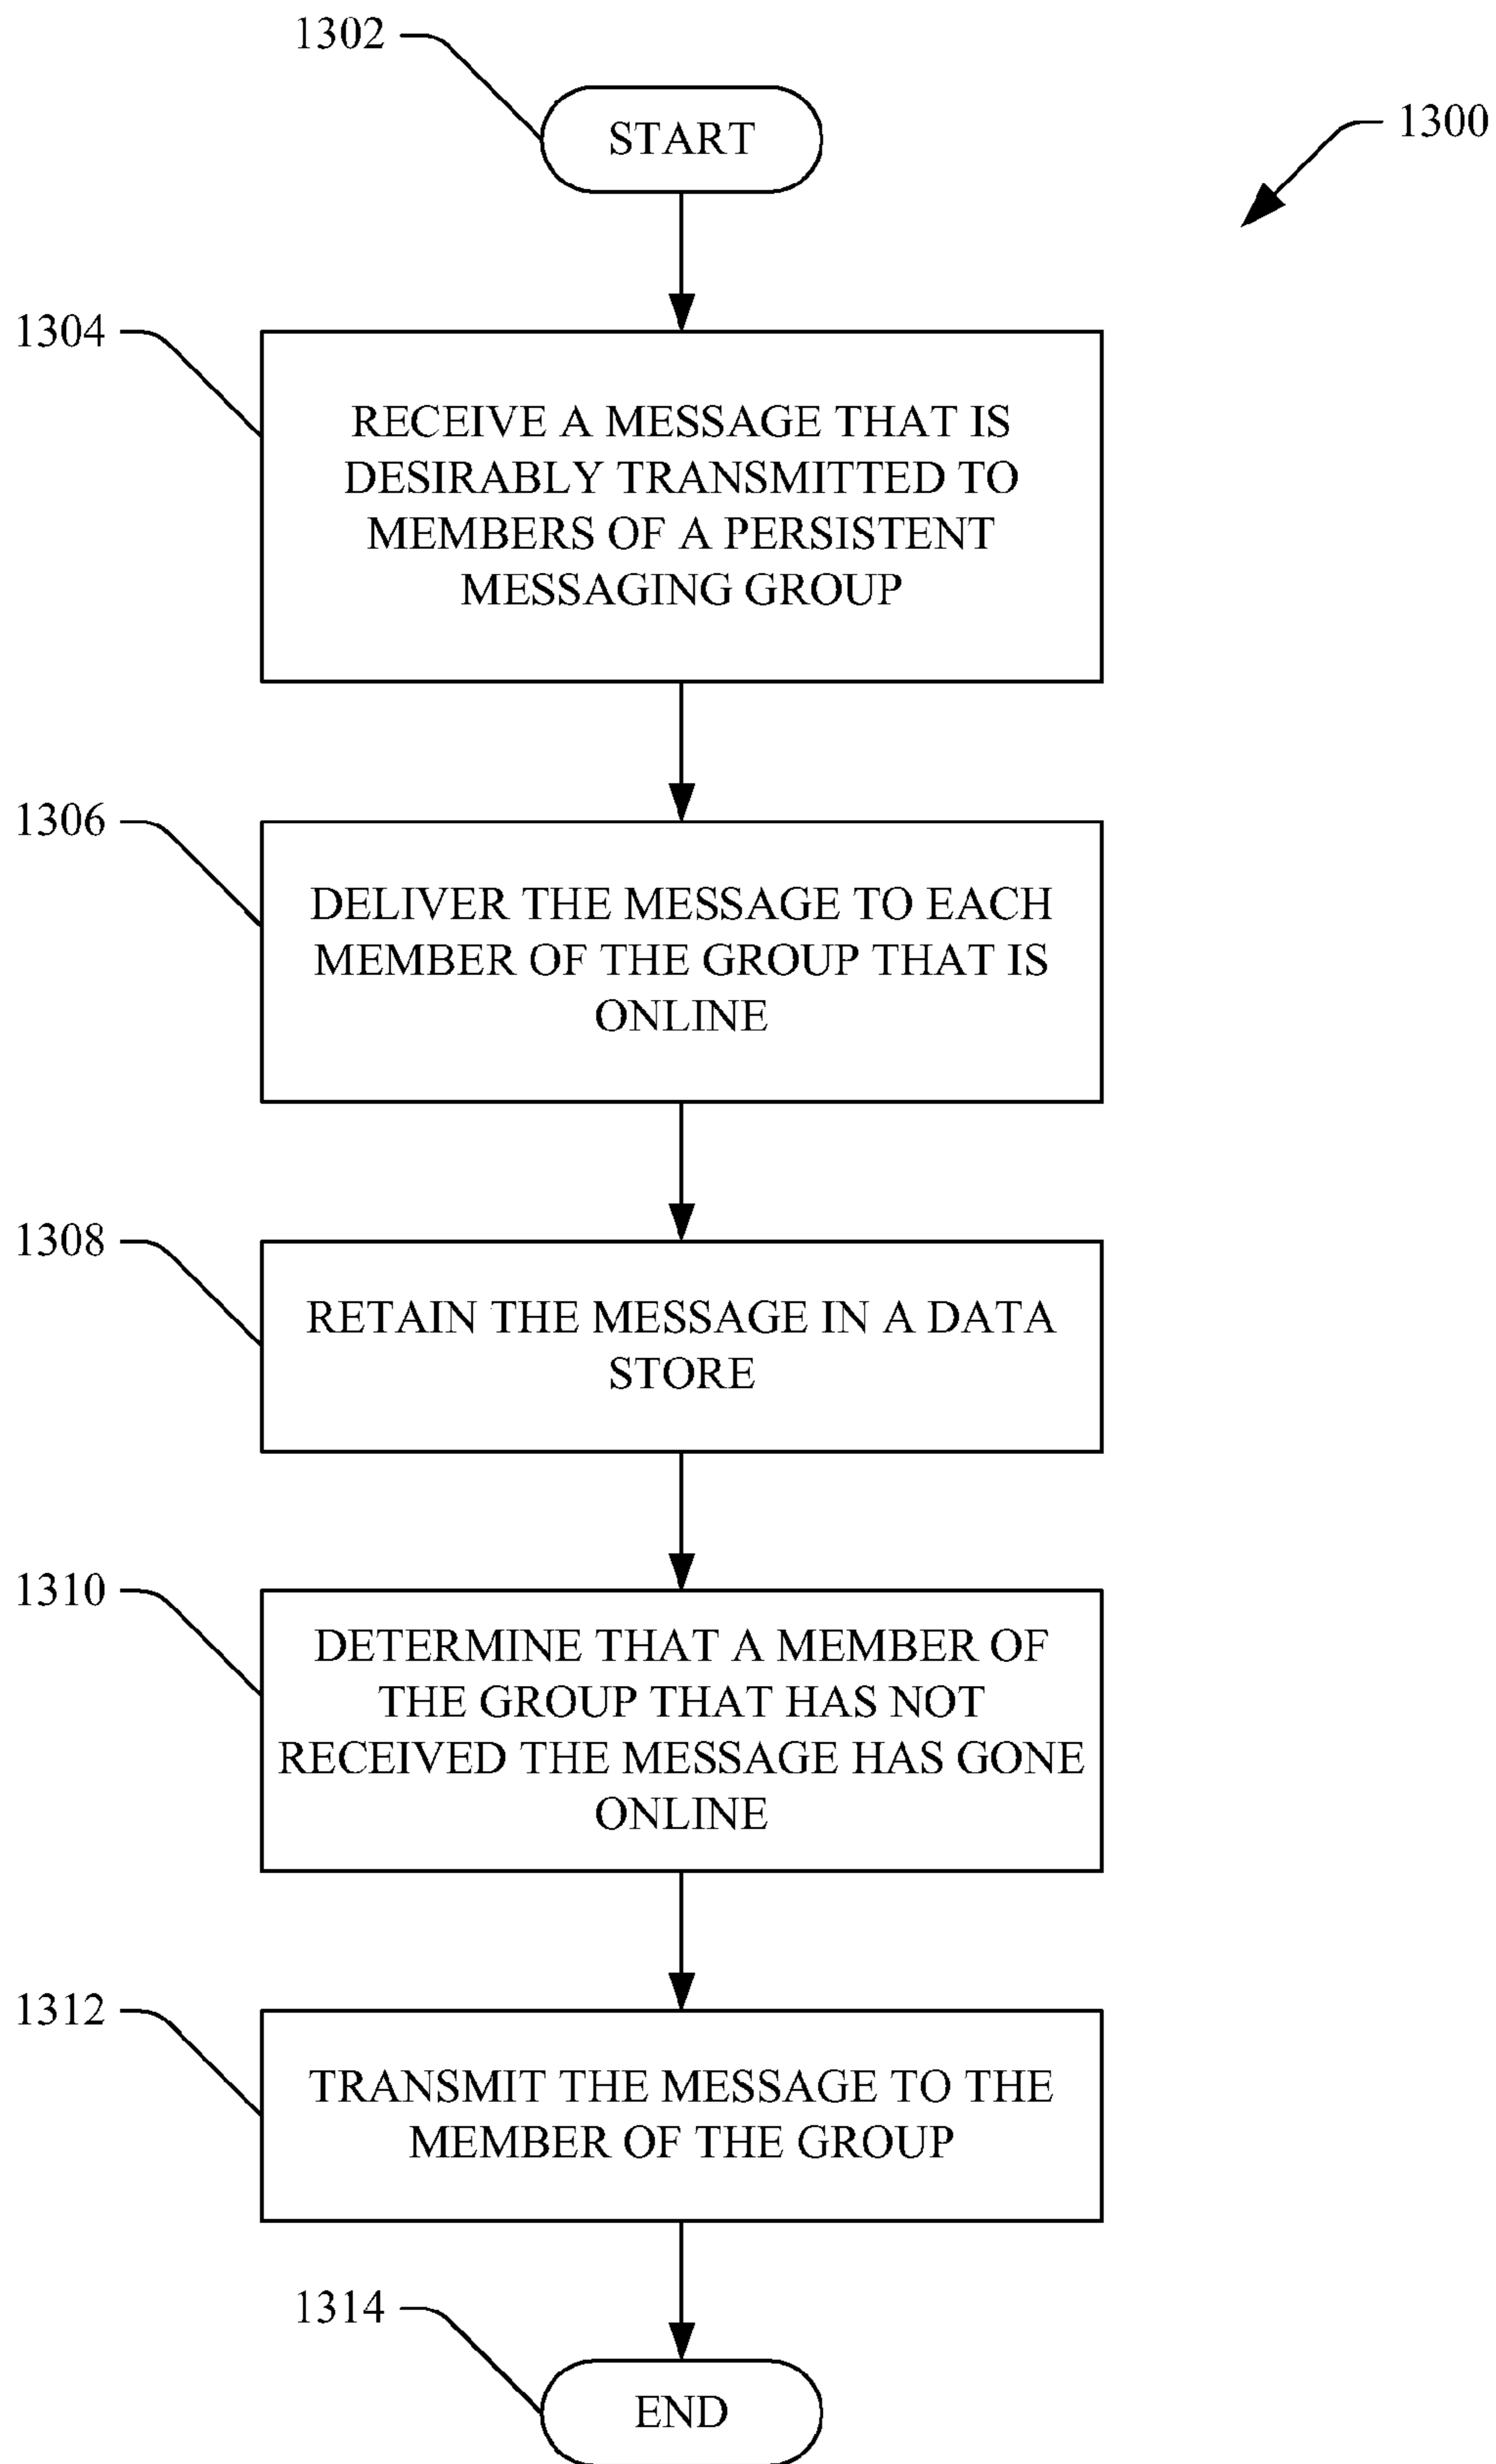 1302
START
1300
1304
RECEIVE A MESSAGE THAT IS
DESIRABLY TRANSMITTED TO
MEMBERS OF A PERSISTENT
MESSAGING GROUP
1306
DELIVER THE MESSAGE TO EACH
MEMBER OF THE GROUP THAT IS
ONLINE
1308
RETAIN THE MESSAGE IN A DATA
STORE
1310
DETERMINE THAT A MEMBER OF
THE GROUP THAT HAS NOT
RECEIVED THE MESSAGE HAS GONE
ONLINE
1312
TRANSMIT THE MESSAGE TO THE
MEMBER OF THE GROUP
1314
END